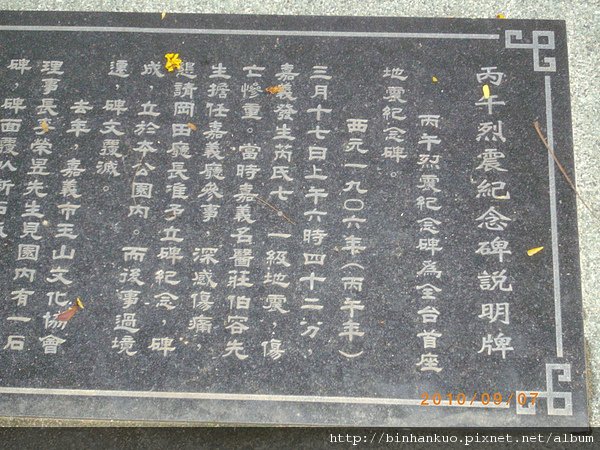 丙午烈震紀念碑說明牌
丙午烈震紀念碑為全台首座
地震紀念碑。
西元一九〇六年（丙午年）
三月十七日上午六時四十二分，
嘉義發生芮氏七．一級地震，傷
亡慘重。當時嘉義名醫莊伯容先
生擔任嘉義廳參事，深感傷痛，
懇請岡田廳長准予立碑紀念，碑
成，立於本公園內。而後事過境
遷，碑文覆滅。
去年，嘉義市玉山文化協會
理事長李榮昱先生見園內有一石
碑，碑面覆以
2010/09/07
http://binhankuo.pixnet.net/album